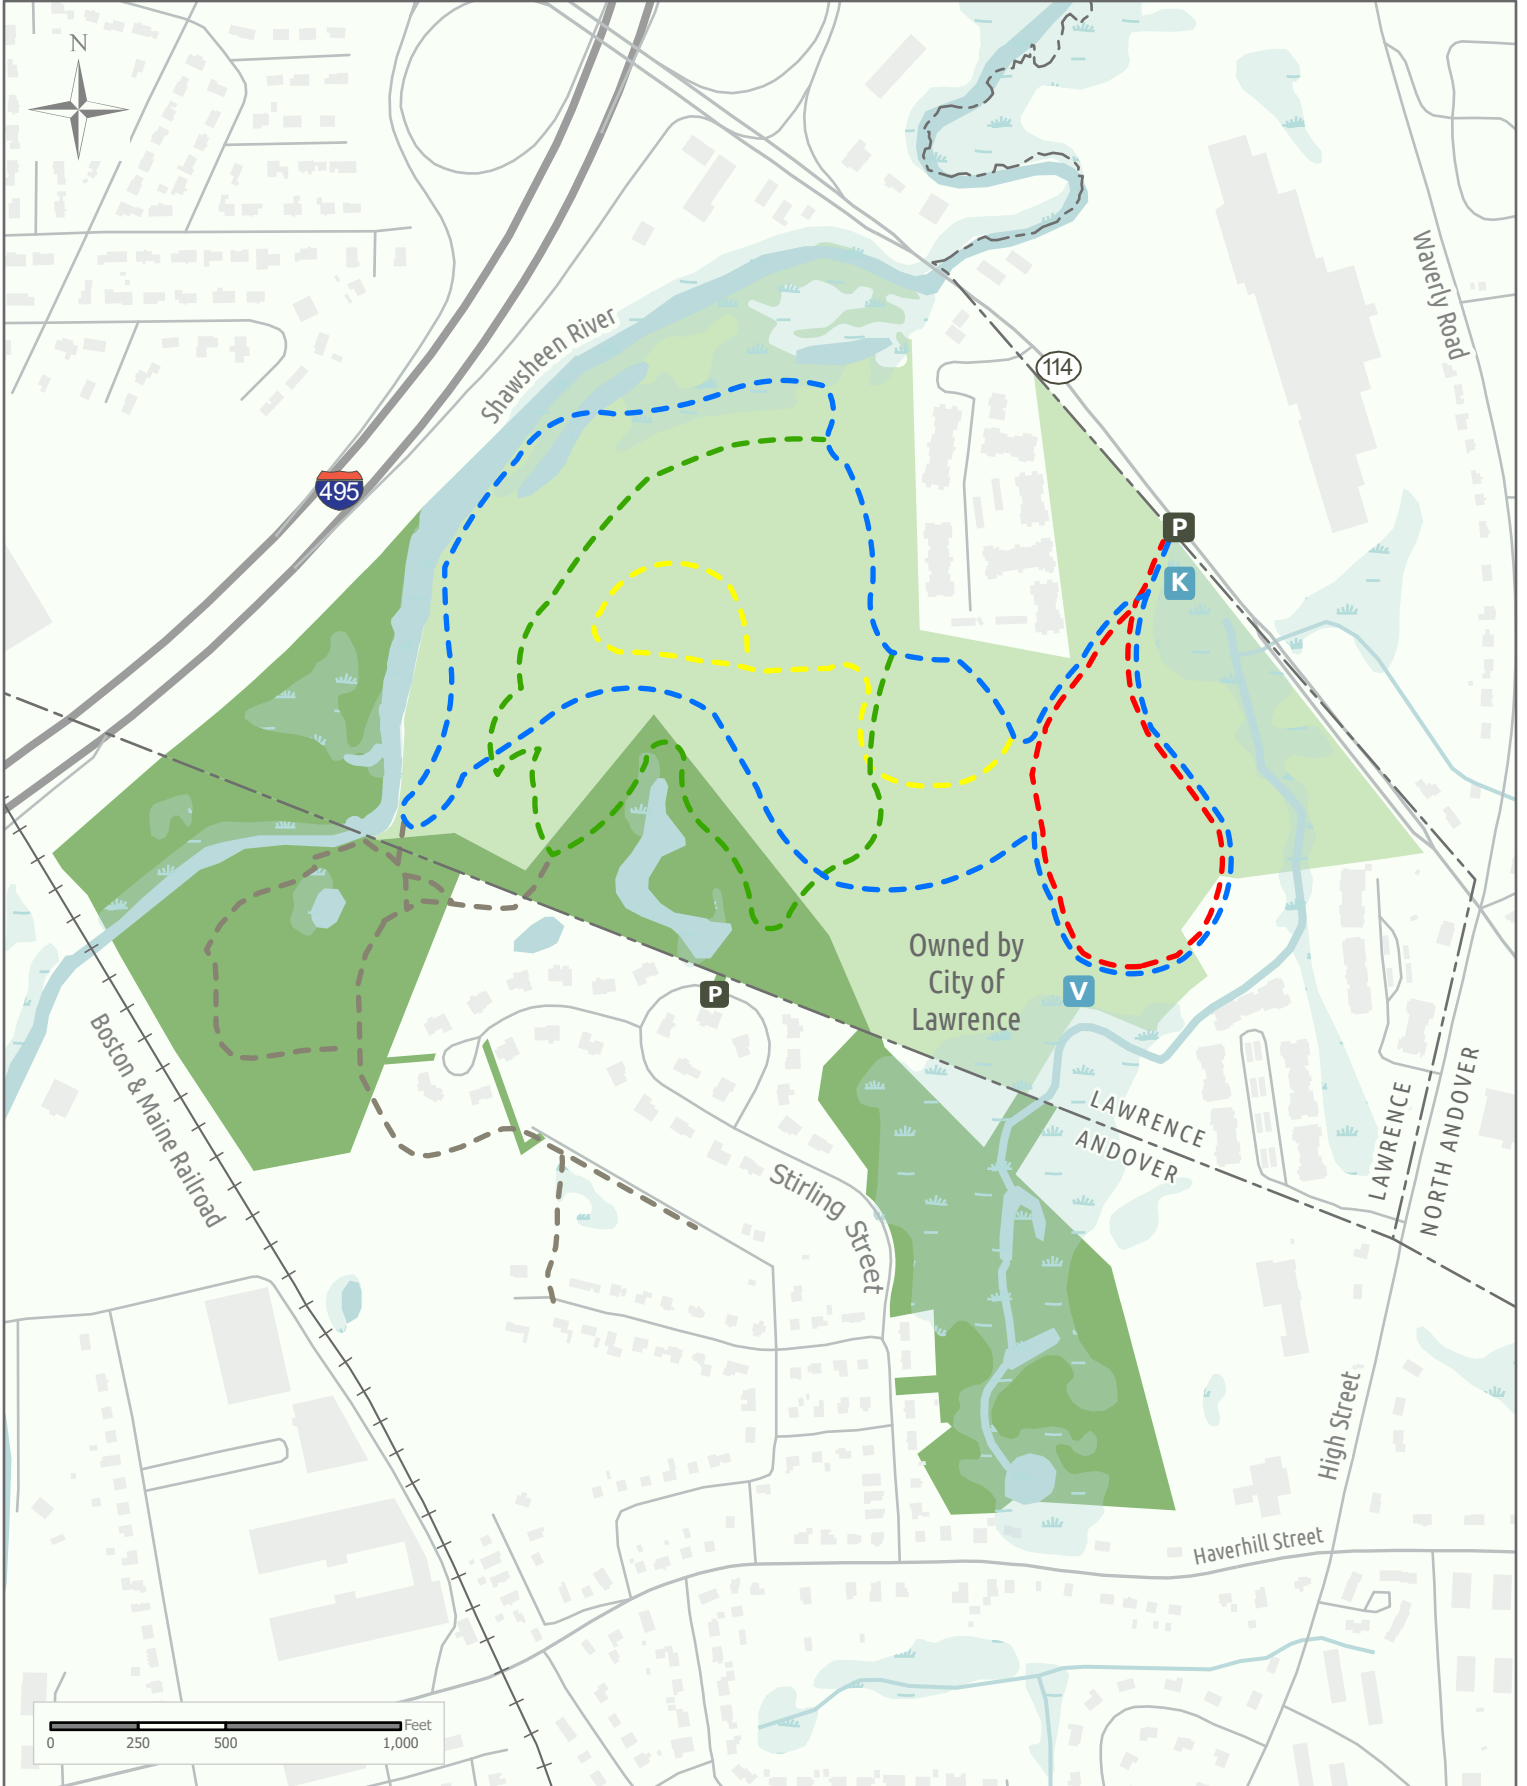 N
114
Waverly Road
Shawsheen River
495
P
K
Owned by
City of
Lawrence
V
P
Boston & Maine Railroad
LAWRENCE
ANDOVER
LAWRENCE
NORTH ANDOVER
Stirling Street
High Street
Haverhill Street
Feet
0 250 500 1,000